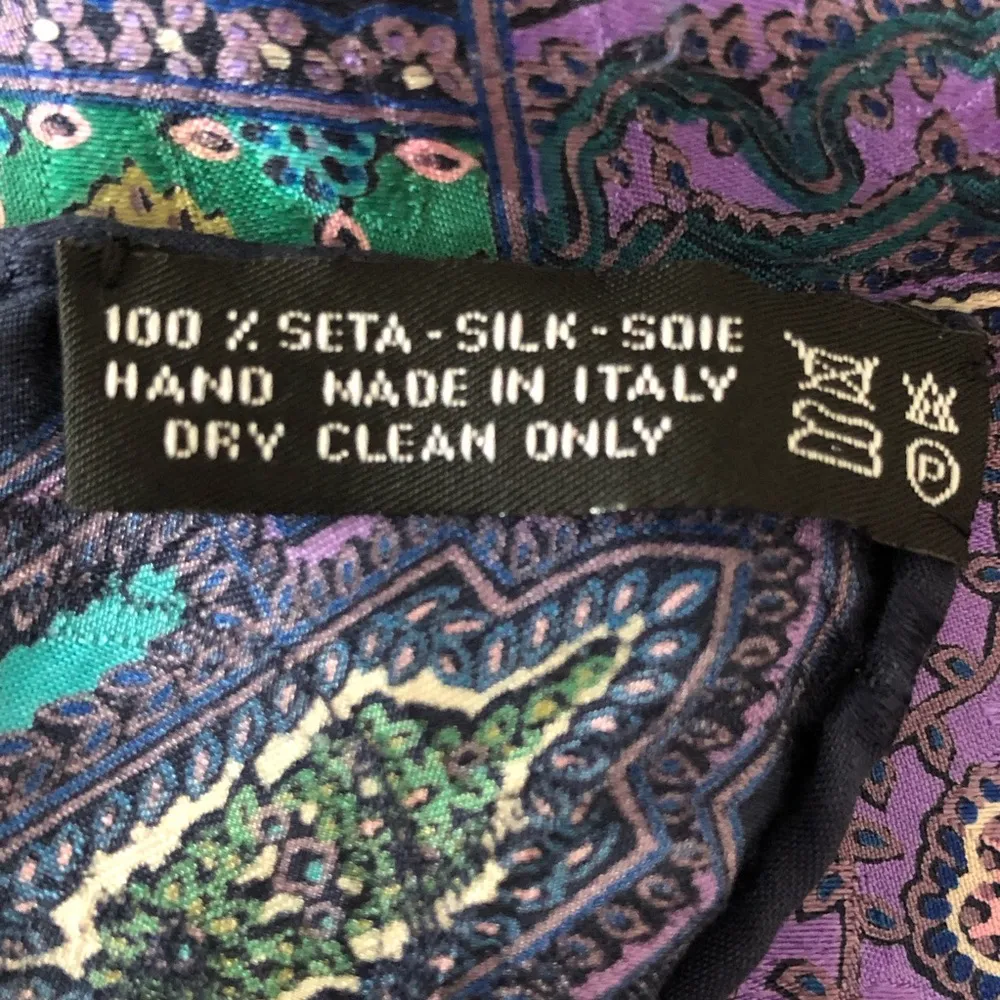 100 % SETA - SILK - SOIE
HAND MADE IN ITALY
DRY CLEAN ONLY
P